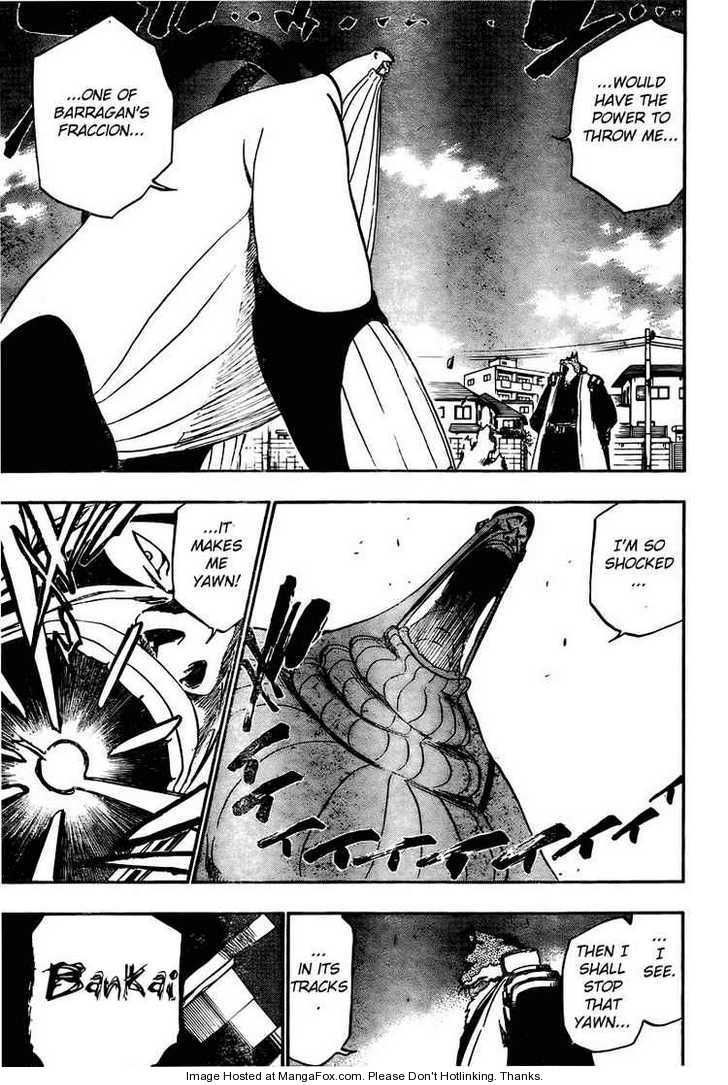 ...WOULD
HAVE THE
POWER TO
THROW ME...
...ONE OF
BARRAGAN'S
FRACCION...
I'M SO
SHOCKED
...
...IT
MAKES
ME
YAWN!
...
I
SEE.
THEN I
SHALL
STOP
THAT
YAWN...
...
IN ITS
TRACKS
.
BanKai
Image Hosted at MangaFox.com. Please Don't Hotlinking. Thanks.